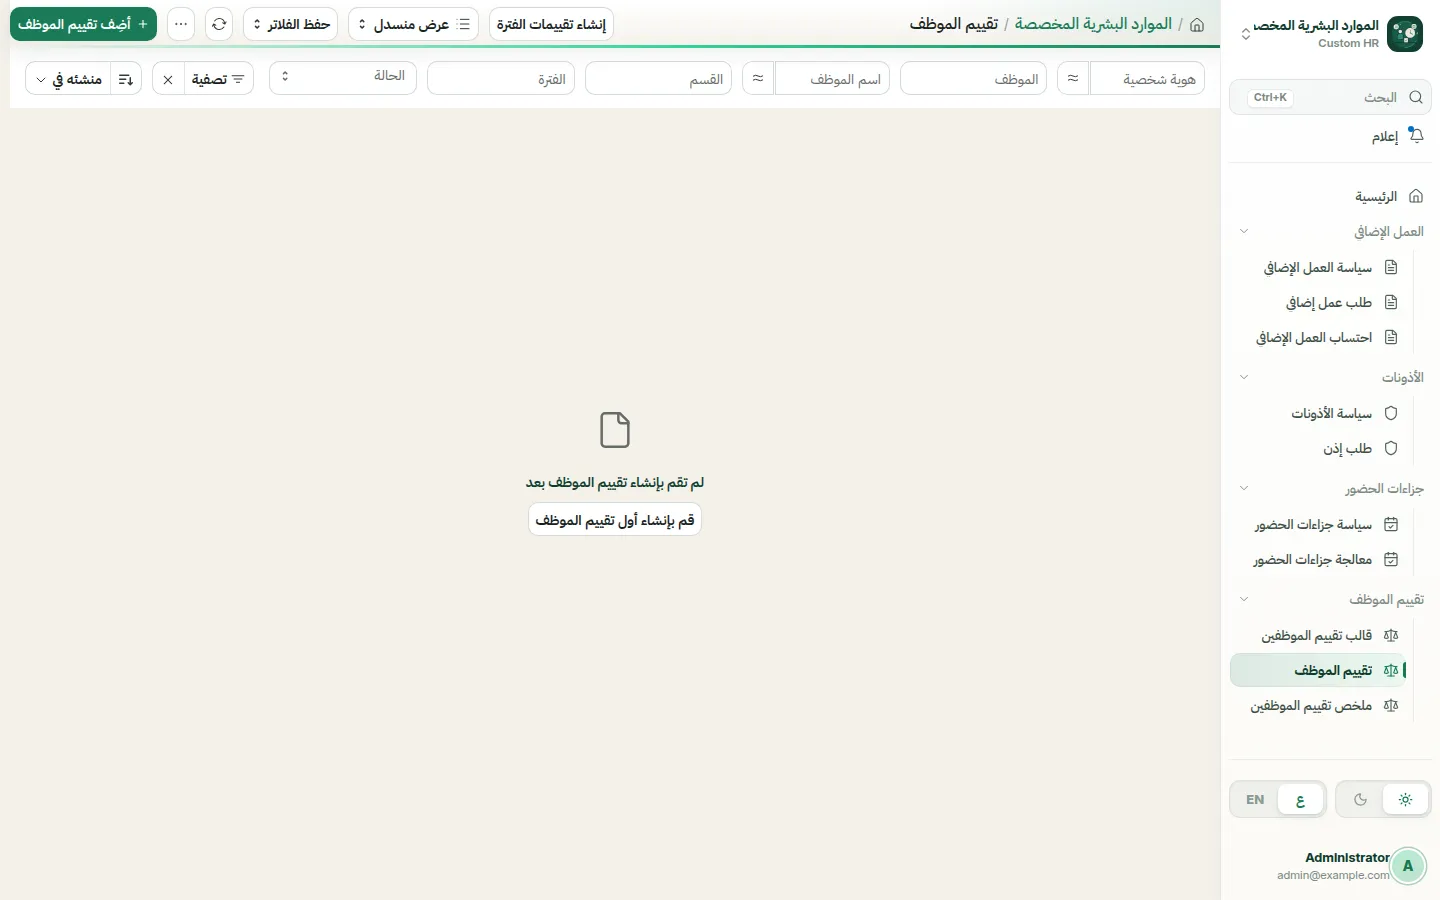 الموارد البشرية المخصص
Custom HR
البحث
Ctrl+K
إعلام
الرئيسية
العمل الإضافي
سياسة العمل الإضافي
طلب عمل إضافي
احتساب العمل الإضافي
الأذونات
سياسة الأذونات
طلب إذن
جزاءات الحضور
سياسة جزاءات الحضور
معالجة جزاءات الحضور
تقييم الموظف
قالب تقييم الموظفين
تقييم الموظف
ملخص تقييم الموظفين
ع
EN
Administrator
admin@example.com
A
الموارد البشرية المخصصة / تقييم الموظف
إنشاء تقييمات الفترة
عرض منسدل
حفظ الفلاتر
أضِف تقييم الموظف
هوية شخصية
≈
الموظف
اسم الموظف
≈
القسم
الفترة
الحالة
تصفية
منشئه في
لم تقم بإنشاء تقييم الموظف بعد
قم بإنشاء أول تقييم الموظف